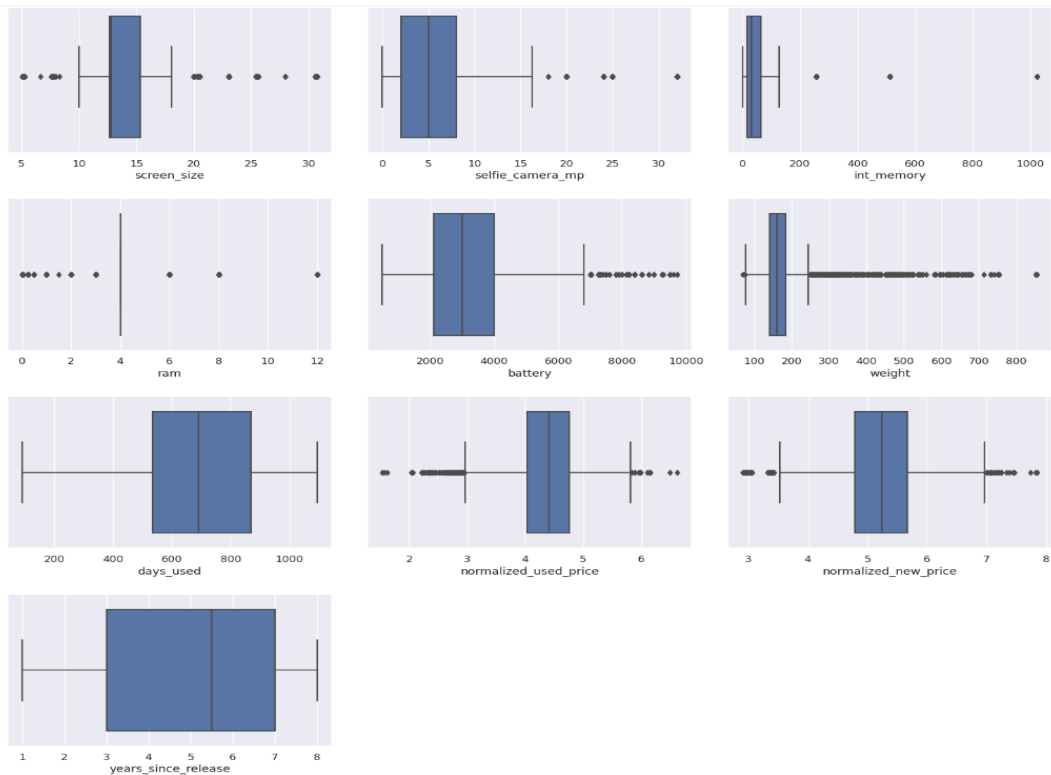 5 10 15 20 25 30
screen_size
0 5 10 15 20 25 30
selfie_camera_mp
0 200 400 600 800 1000
int_memory
0 2 4 6 8 10 12
ram
2000 4000 6000 8000 10000
battery
100 200 300 400 500 600 700 800
weight
200 400 600 800 1000
days_used
2 3 4 5 6
normalized_used_price
3 4 5 6 7 8
normalized_new_price
1 2 3 4 5 6 7 8
years_since_release